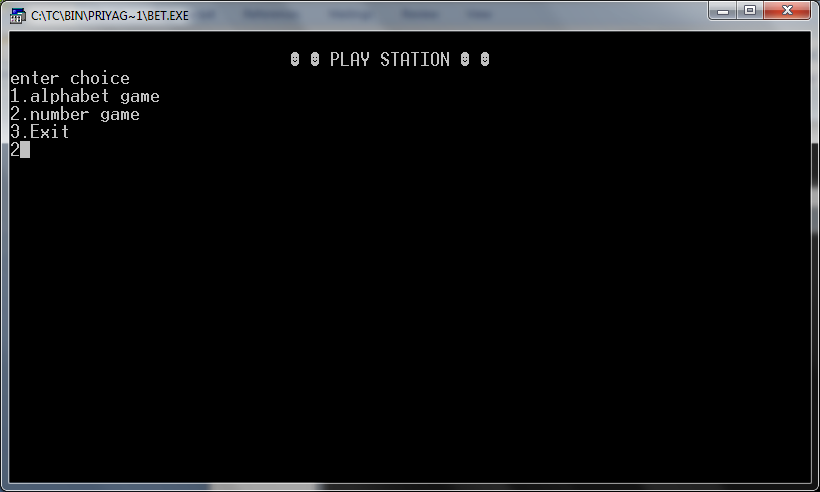 C:\TC\BIN\PRIYAG~1\BET.EXE
☻ ☻ PLAY STATION ☻ ☻
enter choice
1.alphabet game
2.number game
3.Exit
2